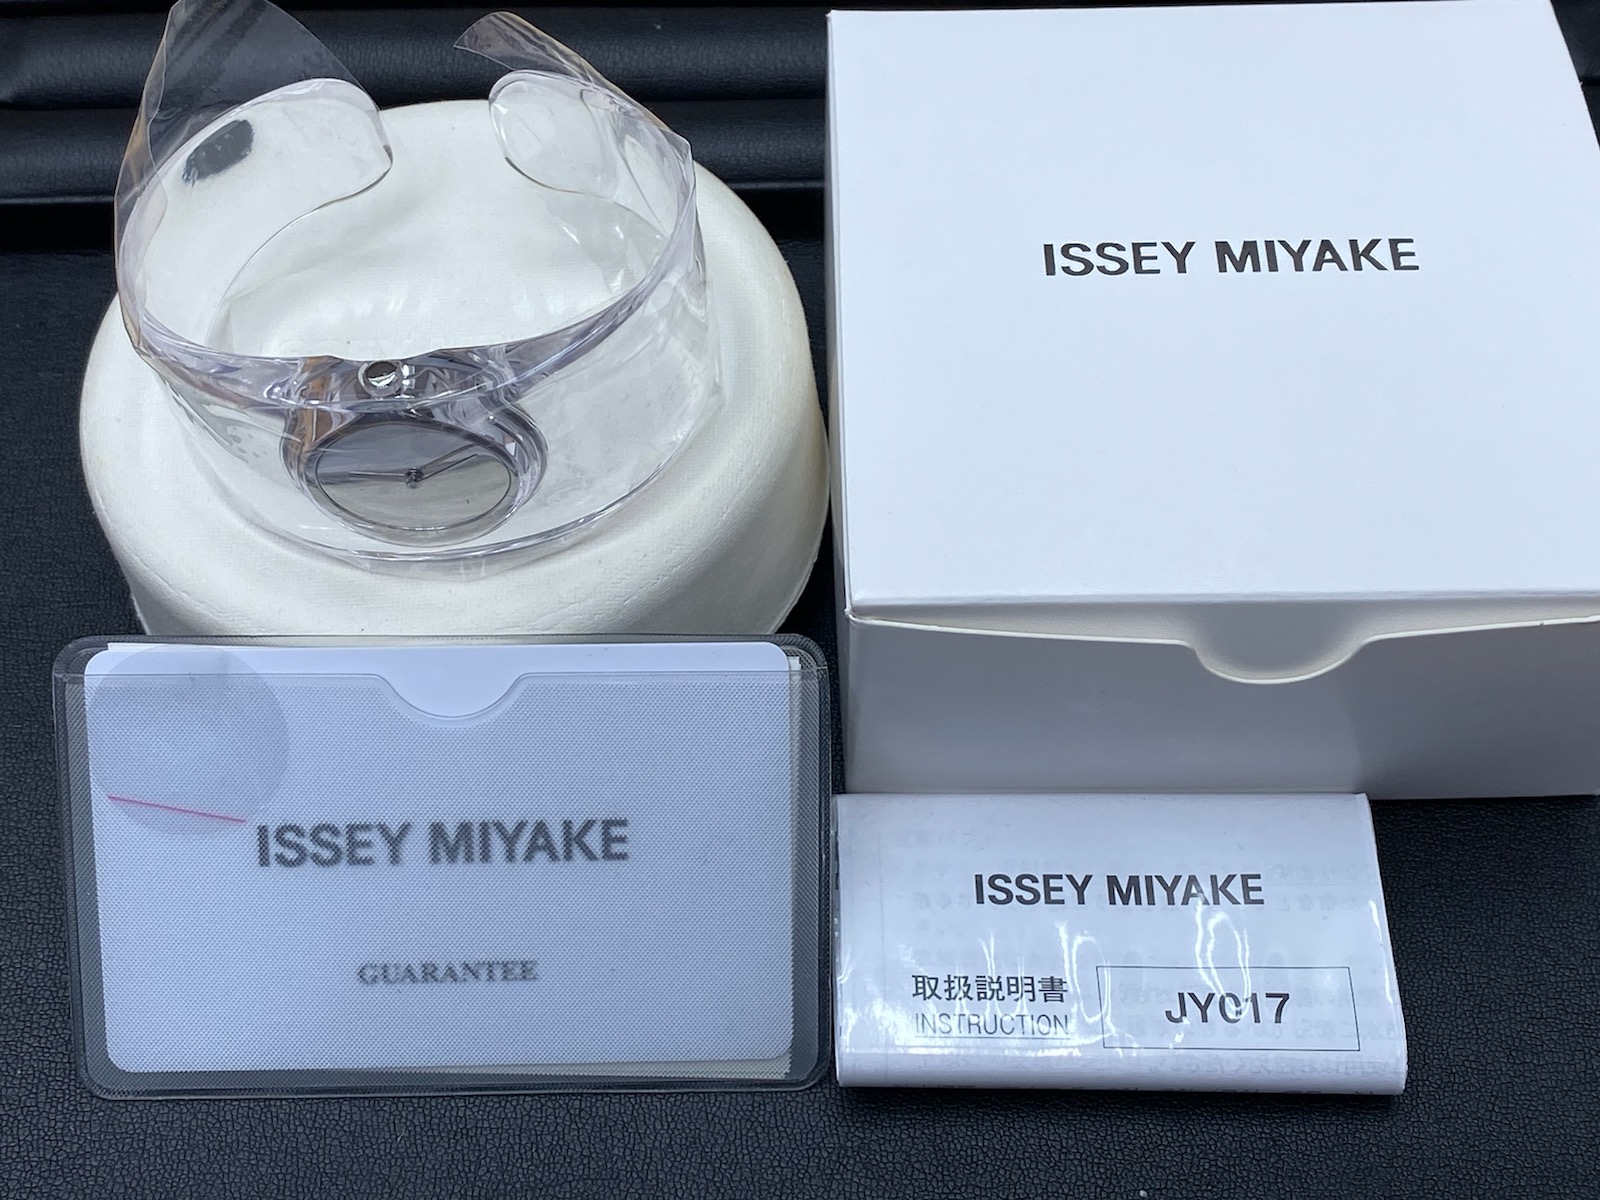 ISSEY MIYAKE
ISSEY MIYAKE
GUARANTEE
ISSEY MIYAKE
取扱説明書
INSTRUCTION
JY017